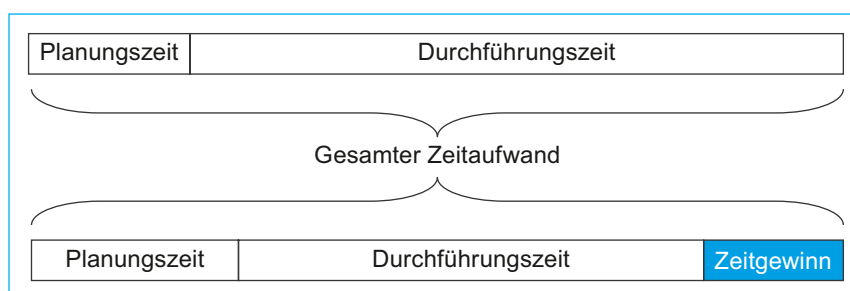 Planungszeit Durchführungszeit
Gesamter Zeitaufwand
Planungszeit Durchführungszeit Zeitgewinn